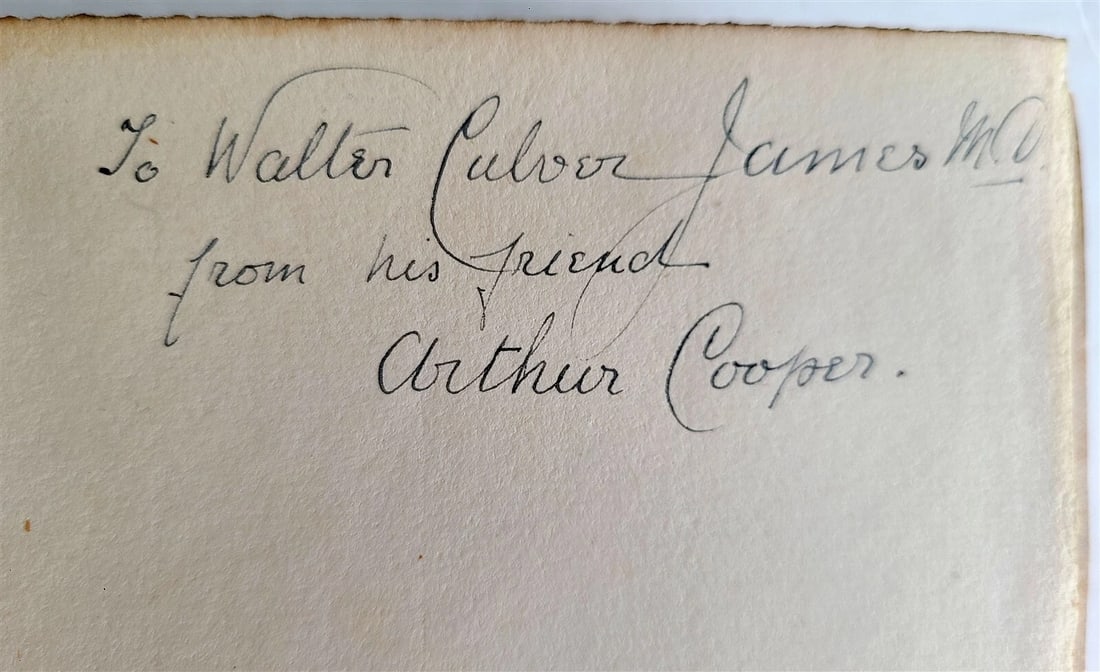 To Walter Culver James M.D.
from his friend
Arthur Cooper.